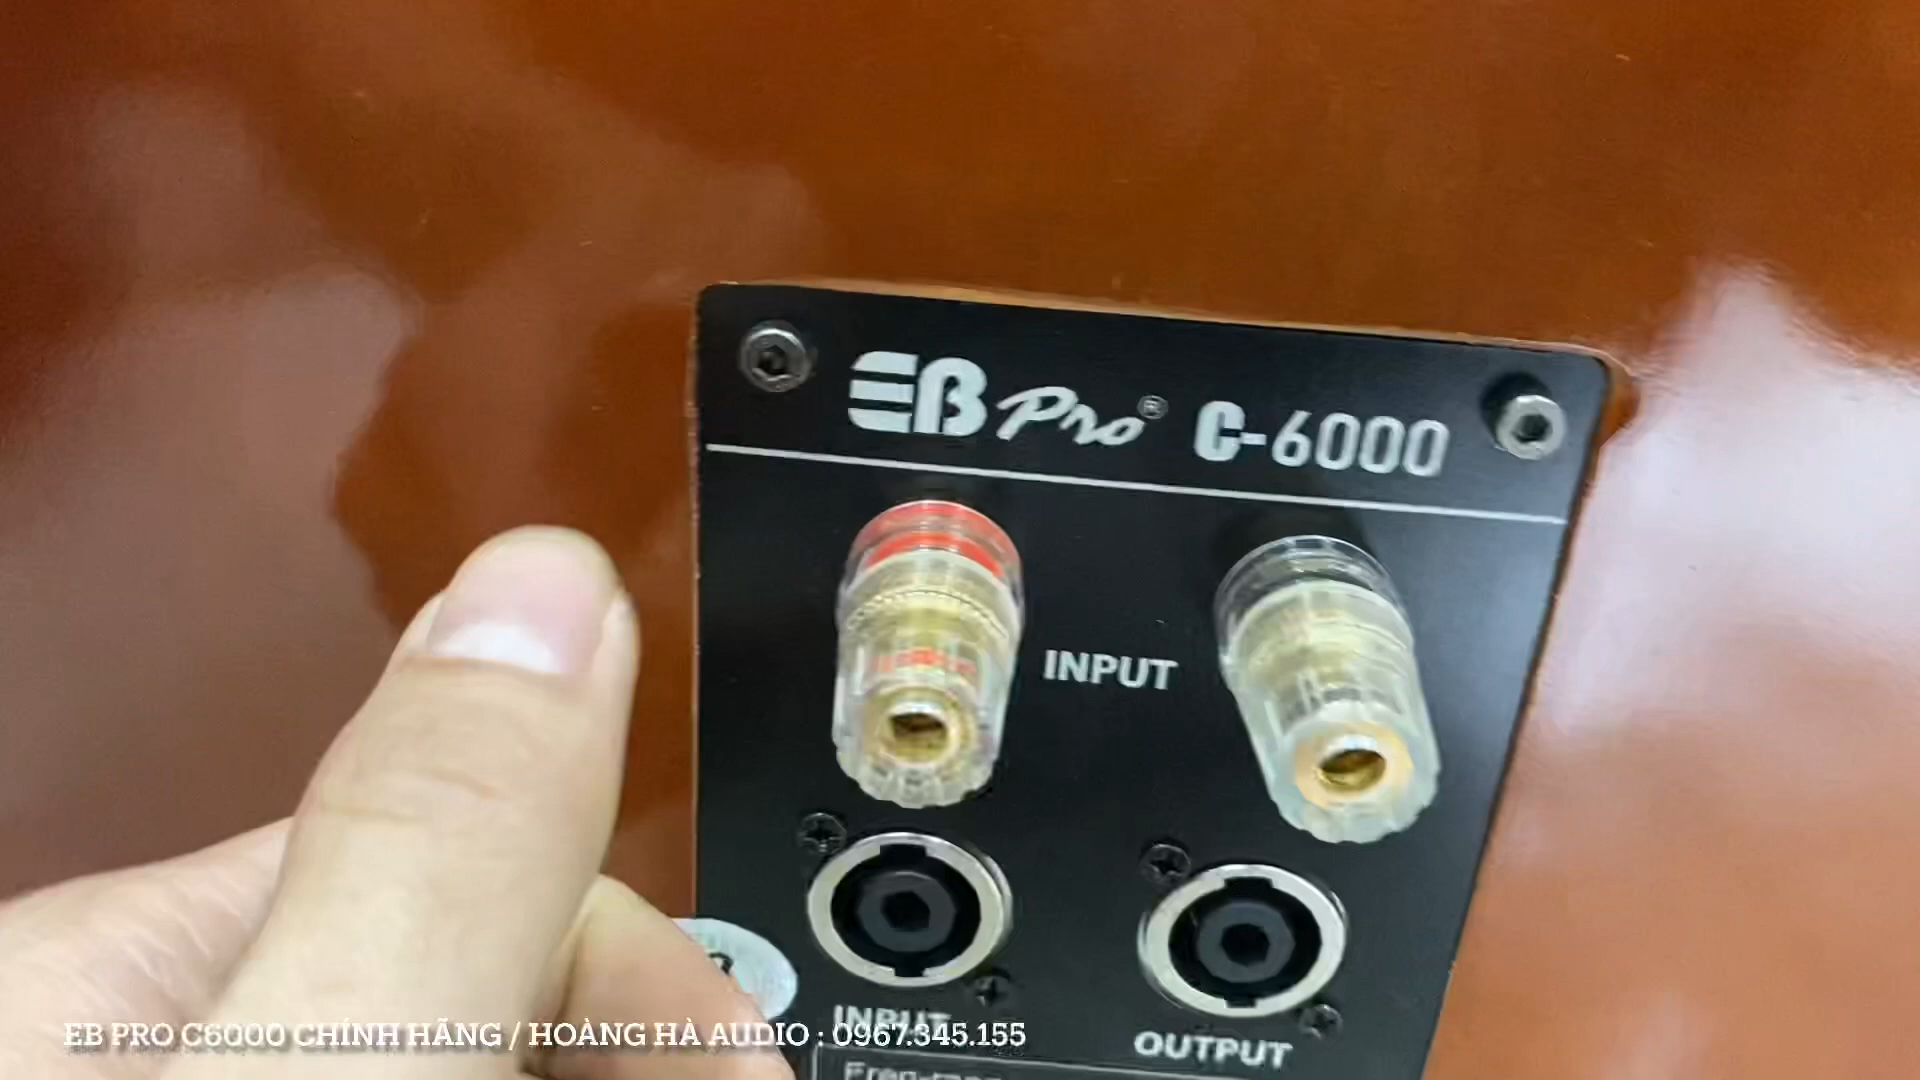 EB Pro® C-6000
INPUT
INPUT
OUTPUT
EB PRO C6000 CHÍNH HÃNG / HOÀNG HÀ AUDIO : 0967.345.155